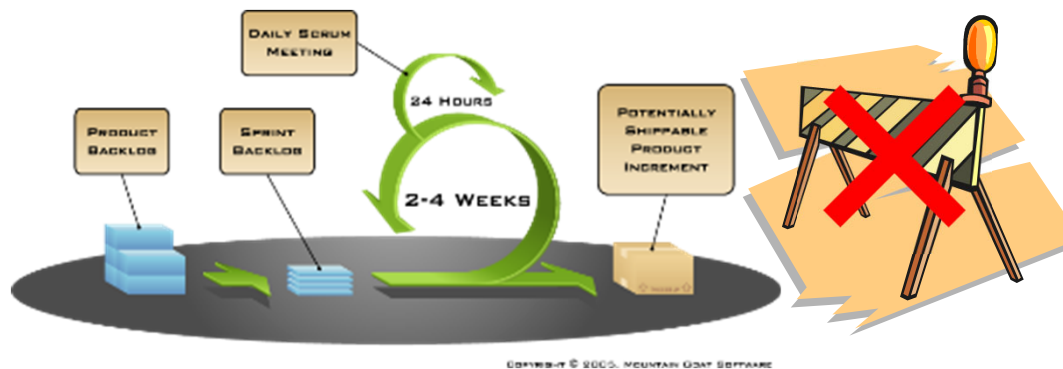 DAILY SCRUM
MEETING
24 HOURS
PRODUCT
BACKLOG
SPRINT
BACKLOG
POTENTIALLY
SHIPPABLE
PRODUCT
INCREMENT
2-4 WEEKS
COPYRIGHT © 2005, MOUNTAIN GOAT SOFTWARE